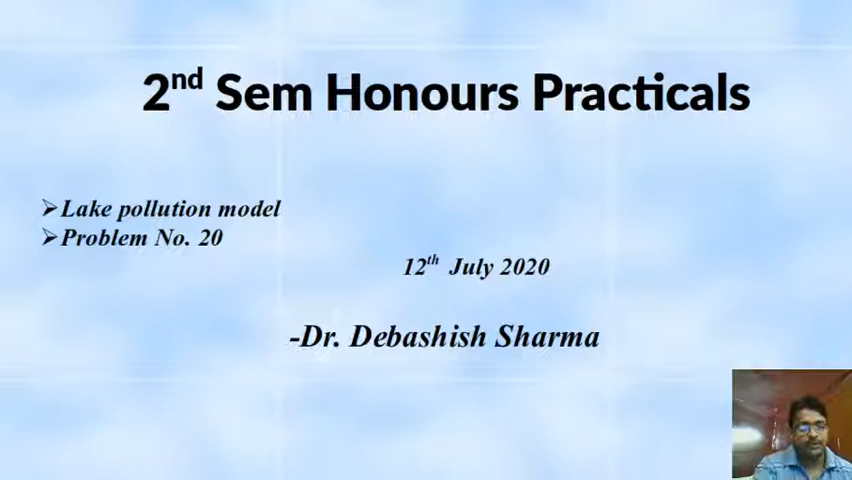 2nd Sem Honours Practicals
➢Lake pollution model
➢Problem No. 20
12th July 2020
-Dr. Debashish Sharma